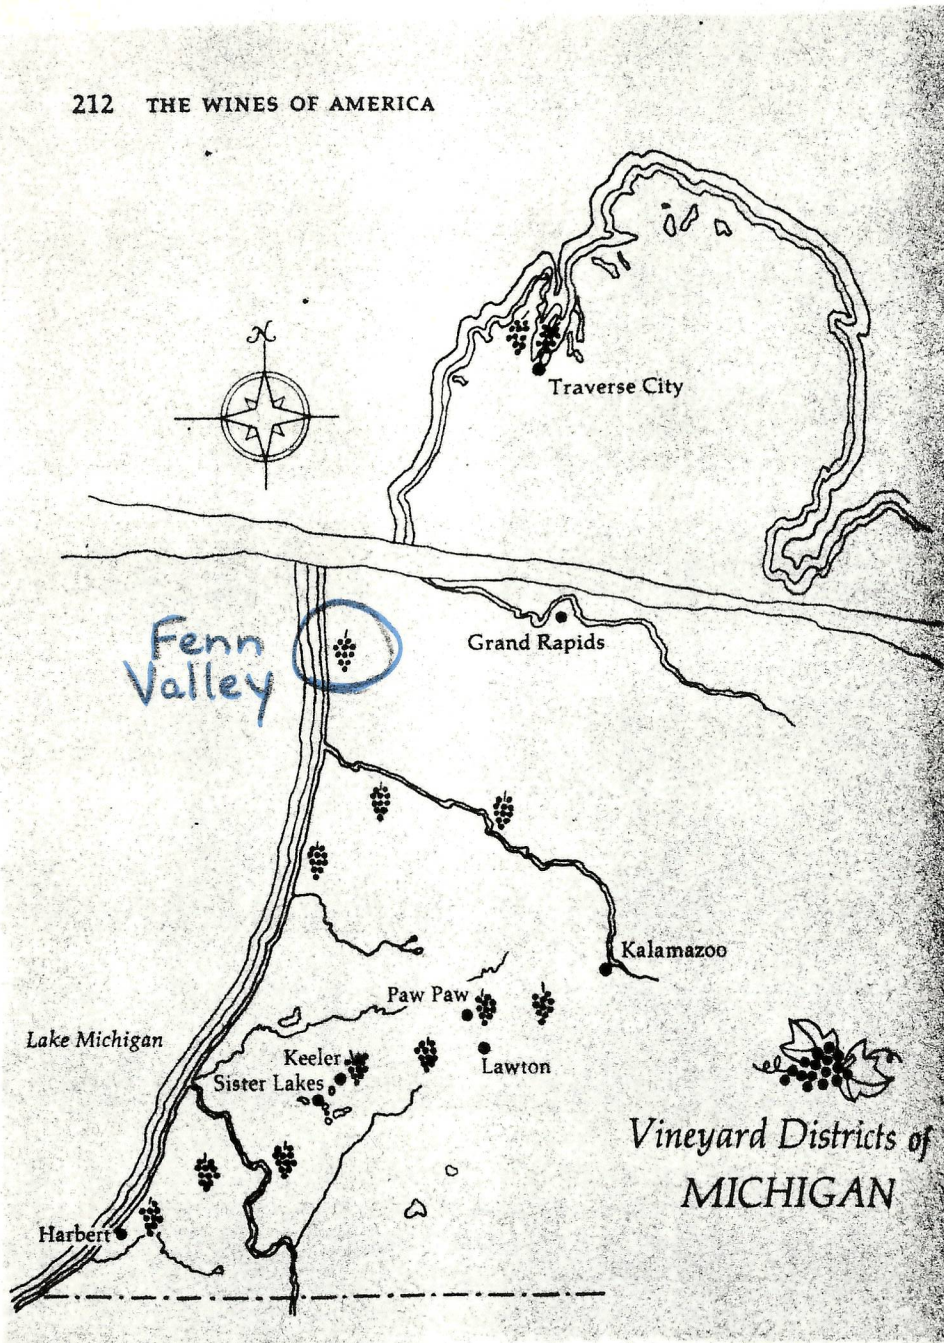 212 THE WINES OF AMERICA
N
Traverse City
Grand Rapids
Fenn
Valley
Kalamazoo
Paw Paw
Lake Michigan
Keeler
Lawton
Sister Lakes
Vineyard Districts of
MICHIGAN
Harbert